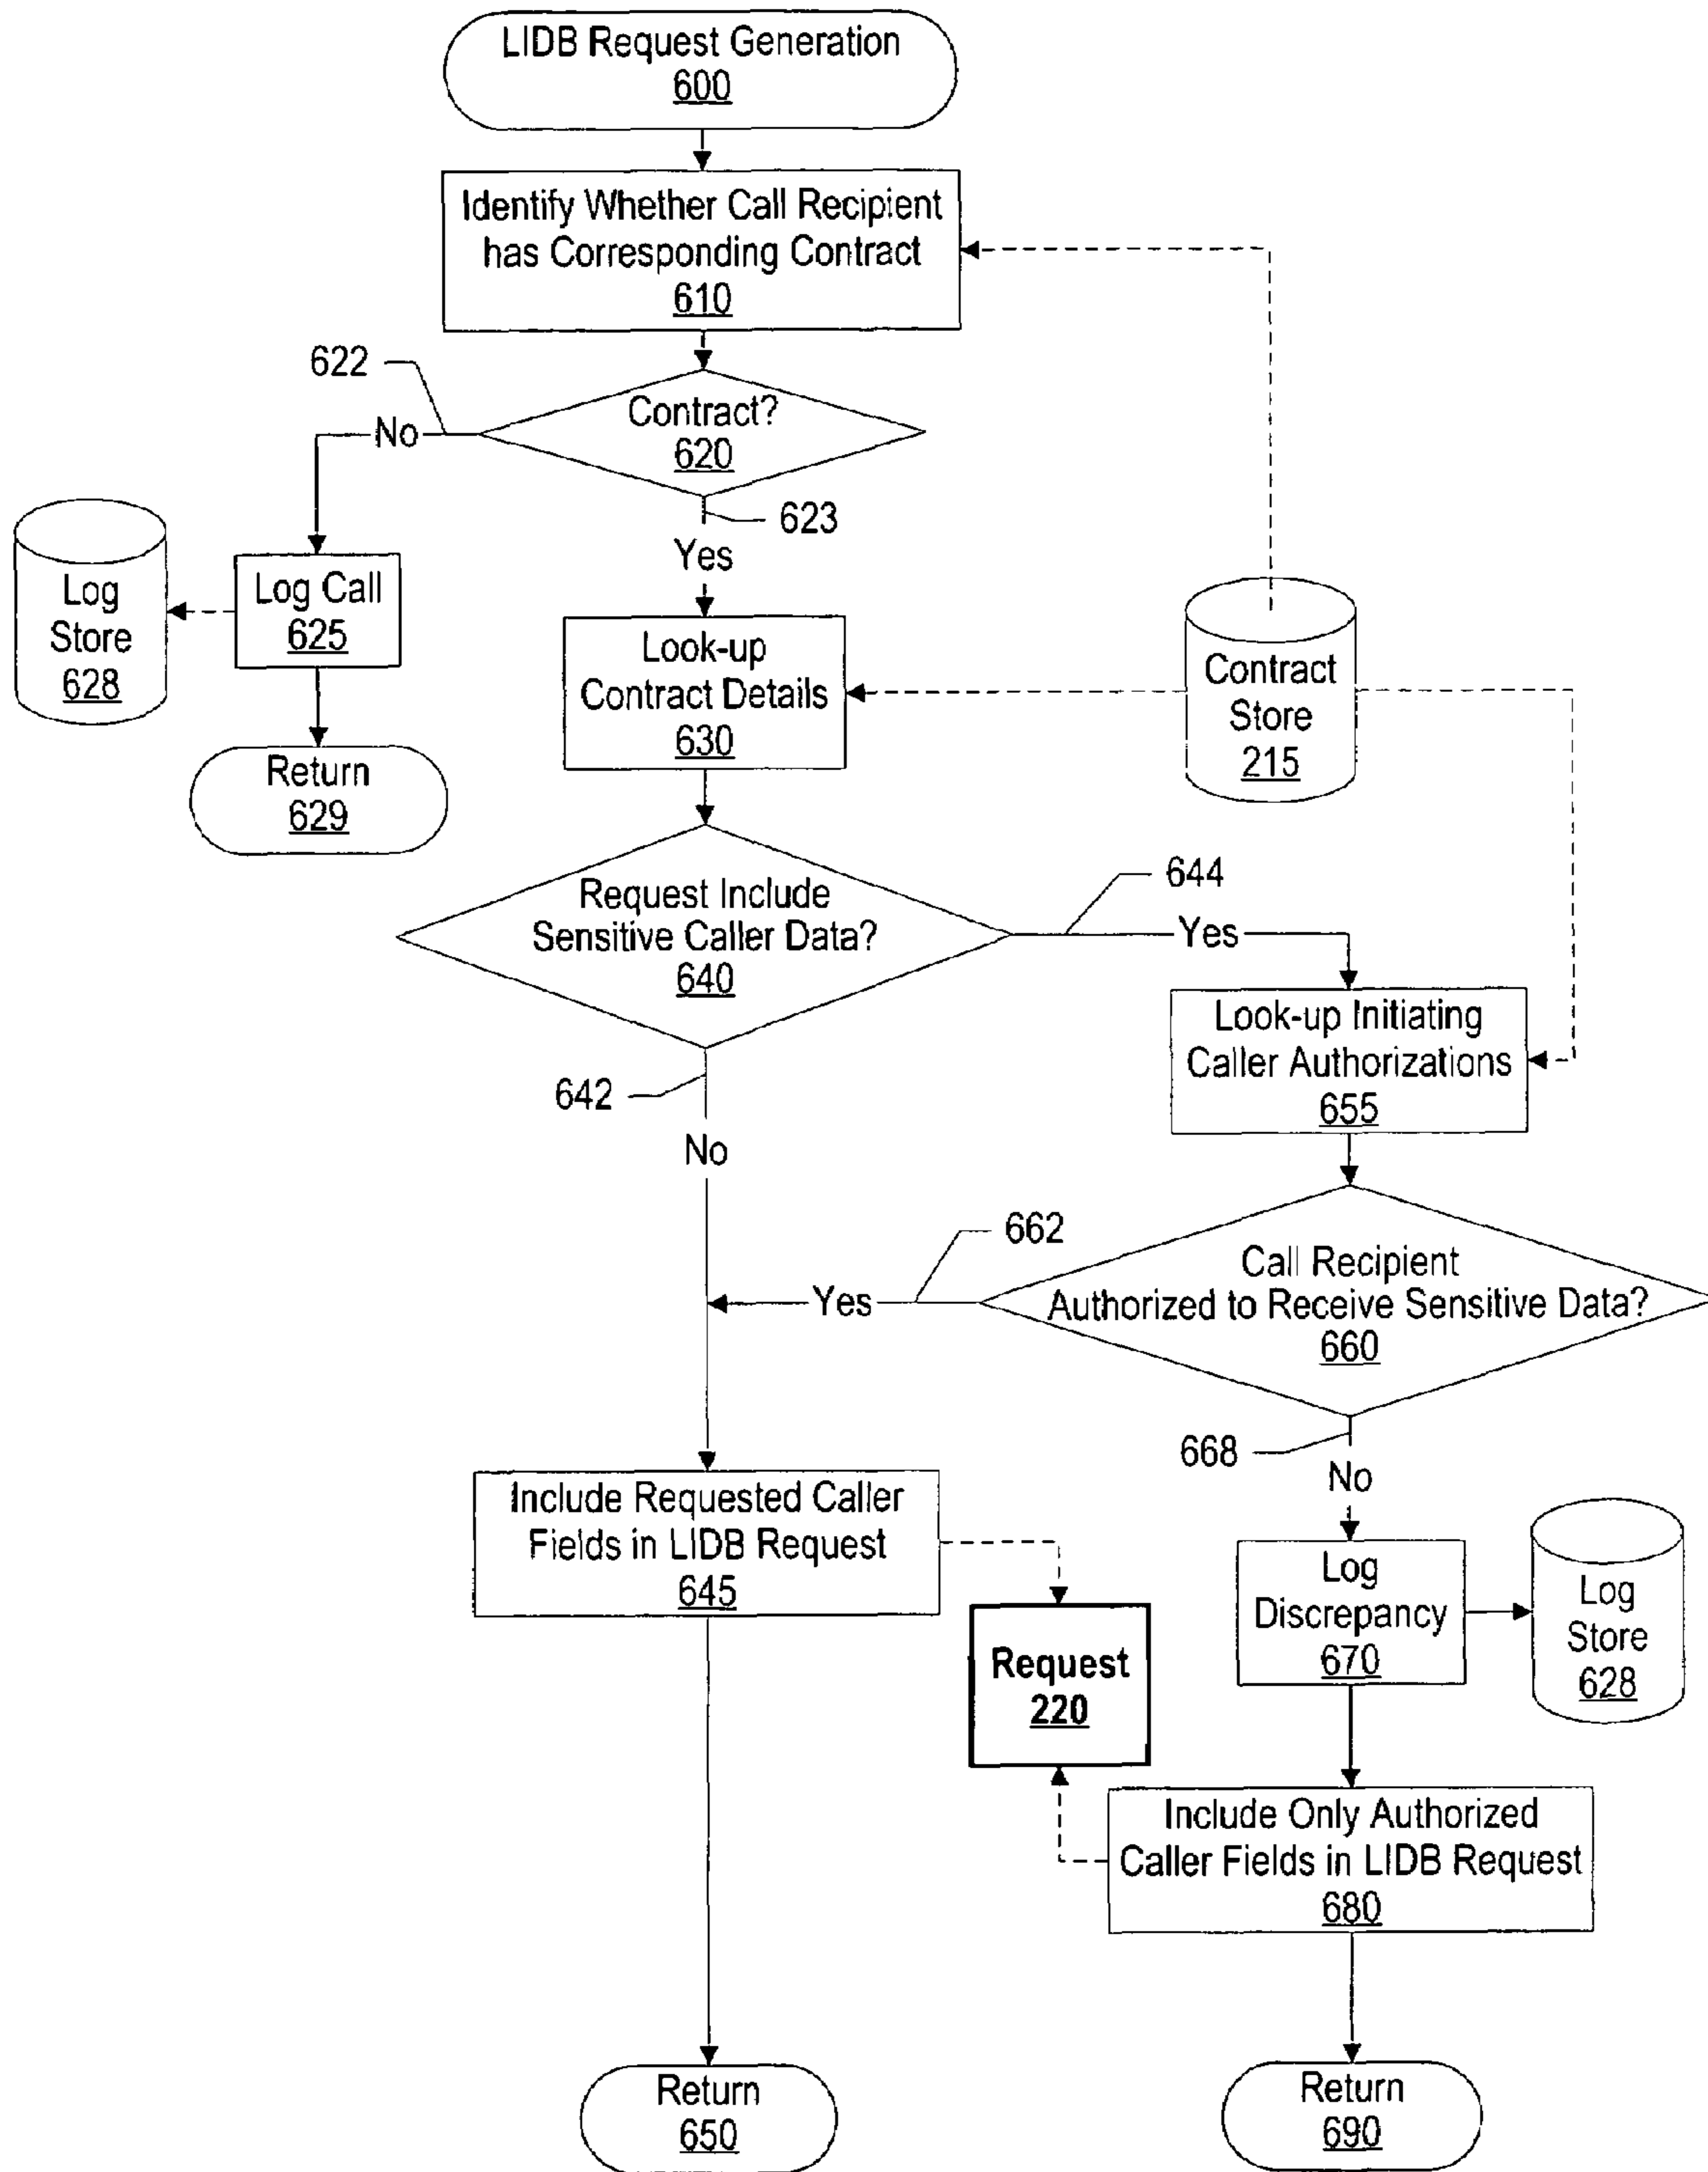 LIDB Request Generation
600
Identify Whether Call Recipient
has Corresponding Contract
610
622
Contract?
620
No
623
Yes
Log
Store
628
Log Call
625
Look-up
Contract Details
630
Contract
Store
215
Return
629
644
Request Include
Sensitive Caller Data?
640
Yes
Look-up Initiating
Caller Authorizations
655
642
No
662
Call Recipient
Authorized to Receive Sensitive Data?
660
Yes
668
No
Include Requested Caller
Fields in LIDB Request
645
Log
Discrepancy
670
Log
Store
628
Request
220
Include Only Authorized
Caller Fields in LIDB Request
680
Return
650
Return
690